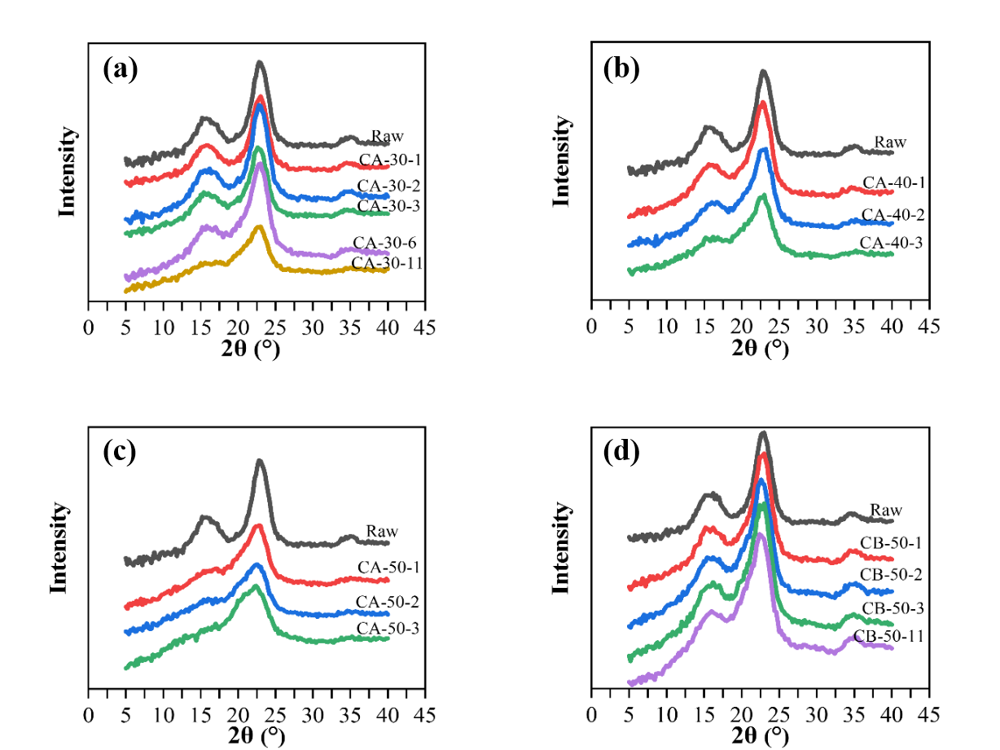 (a)
Intensity
Raw
CA-30-1
CA-30-2
CA-30-3
CA-30-6
CA-30-11
0 5 10 15 20 25 30 35 40 45
2θ (°)
(b)
Intensity
Raw
CA-40-1
CA-40-2
CA-40-3
0 5 10 15 20 25 30 35 40 45
2θ (°)
(c)
Intensity
Raw
CA-50-1
CA-50-2
CA-50-3
0 5 10 15 20 25 30 35 40 45
2θ (°)
(d)
Intensity
Raw
CB-50-1
CB-50-2
CB-50-3
CB-50-11
0 5 10 15 20 25 30 35 40 45
2θ (°)